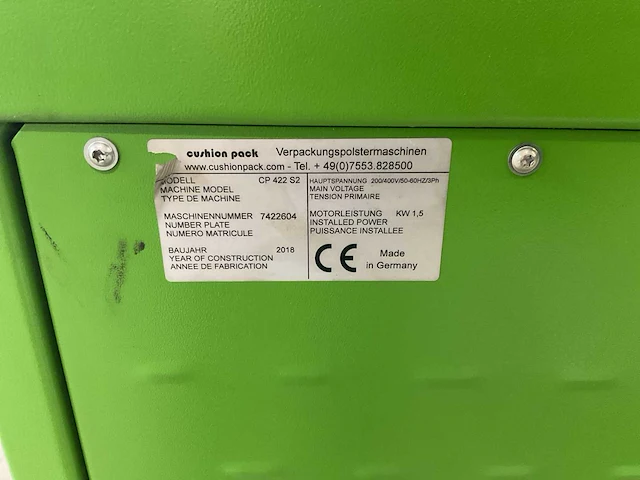 cushion pack Verpackungspolstermaschinen
www.cushionpack.com - Tel. + 49(0)7553.828500
MODELL CP 422 S2
MACHINE MODEL
TYPE DE MACHINE
MASCHINENNUMMER 7422604
NUMBER PLATE
NUMERO MATRICULE
BAUJAHR 2018
YEAR OF CONSTRUCTION
ANNEE DE FABRICATION
HAUPTSPANNUNG 200/400V/50-60HZ/3Ph
MAIN VOLTAGE
TENSION PRIMAIRE
MOTORLEISTUNG KW 1,5
INSTALLED POWER
PUISSANCE INSTALLEE
CE Made
in Germany